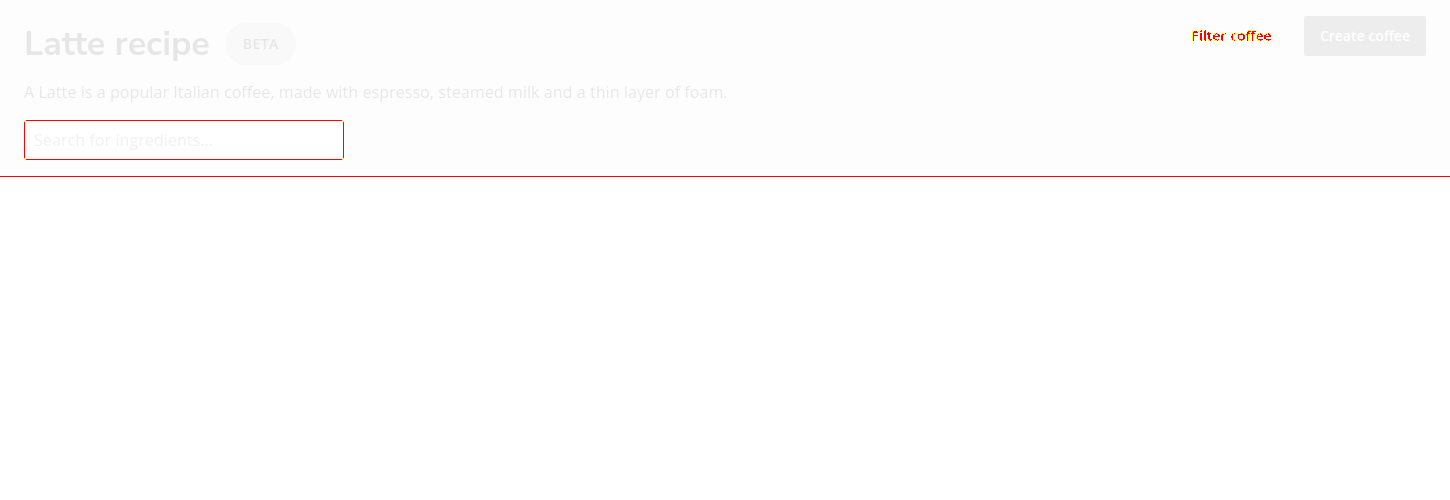 Latte recipe BETA
Filter coffee
Create coffee
A Latte is a popular Italian coffee, made with espresso, steamed milk and a thin layer of foam.
Search for ingredients...